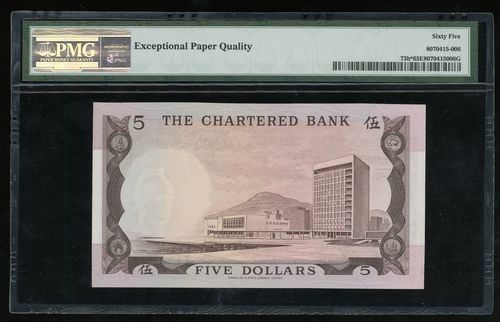 PMG
PAPER MONEY GUARANTY
PNG
Exceptional Paper Quality
Sixty Five
8070415-006
73b*65E8070415006G
5 THE CHARTERED BANK 伍
伍 FIVE DOLLARS 5